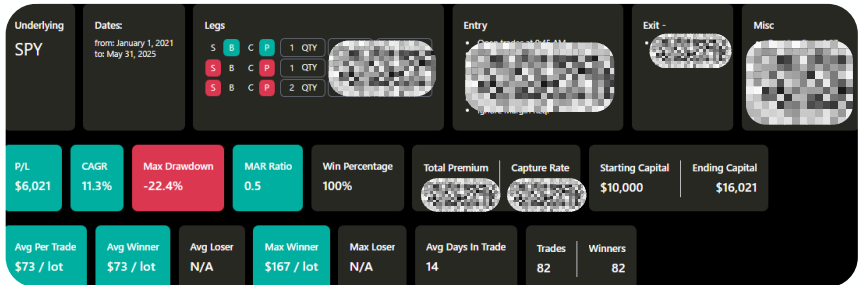 Underlying
SPY
Dates:
from: January 1, 2021
to: May 31, 2025
Legs
S B C P 1 QTY
S B C P 1 QTY
S B C P 2 QTY
Entry
Exit -
Misc
P/L
$6,021
CAGR
11.3%
Max Drawdown
-22.4%
MAR Ratio
0.5
Win Percentage
100%
Total Premium
Capture Rate
Starting Capital
$10,000
Ending Capital
$16,021
Avg Per Trade
$73 / lot
Avg Winner
$73 / lot
Avg Loser
N/A
Max Winner
$167 / lot
Max Loser
N/A
Avg Days In Trade
14
Trades
82
Winners
82